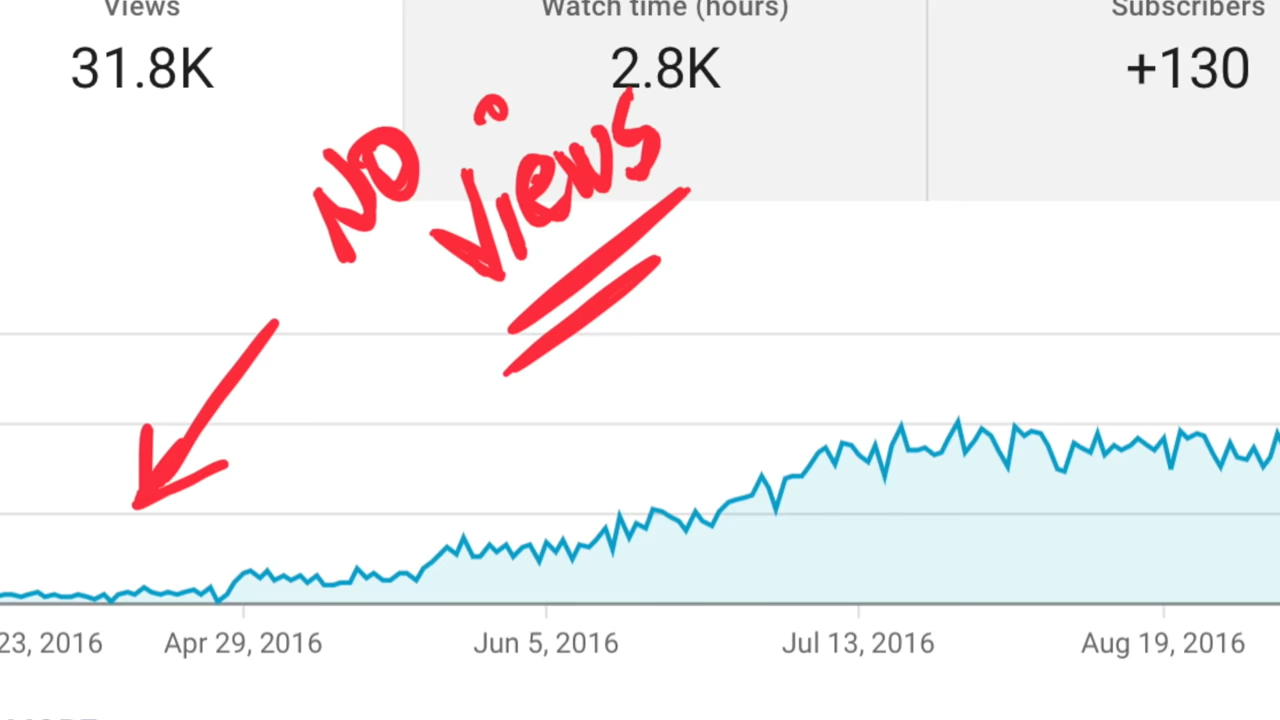 Views
Watch time (hours)
Subscribers
31.8K
2.8K
+130
NO
Views
23, 2016
Apr 29, 2016
Jun 5, 2016
Jul 13, 2016
Aug 19, 2016